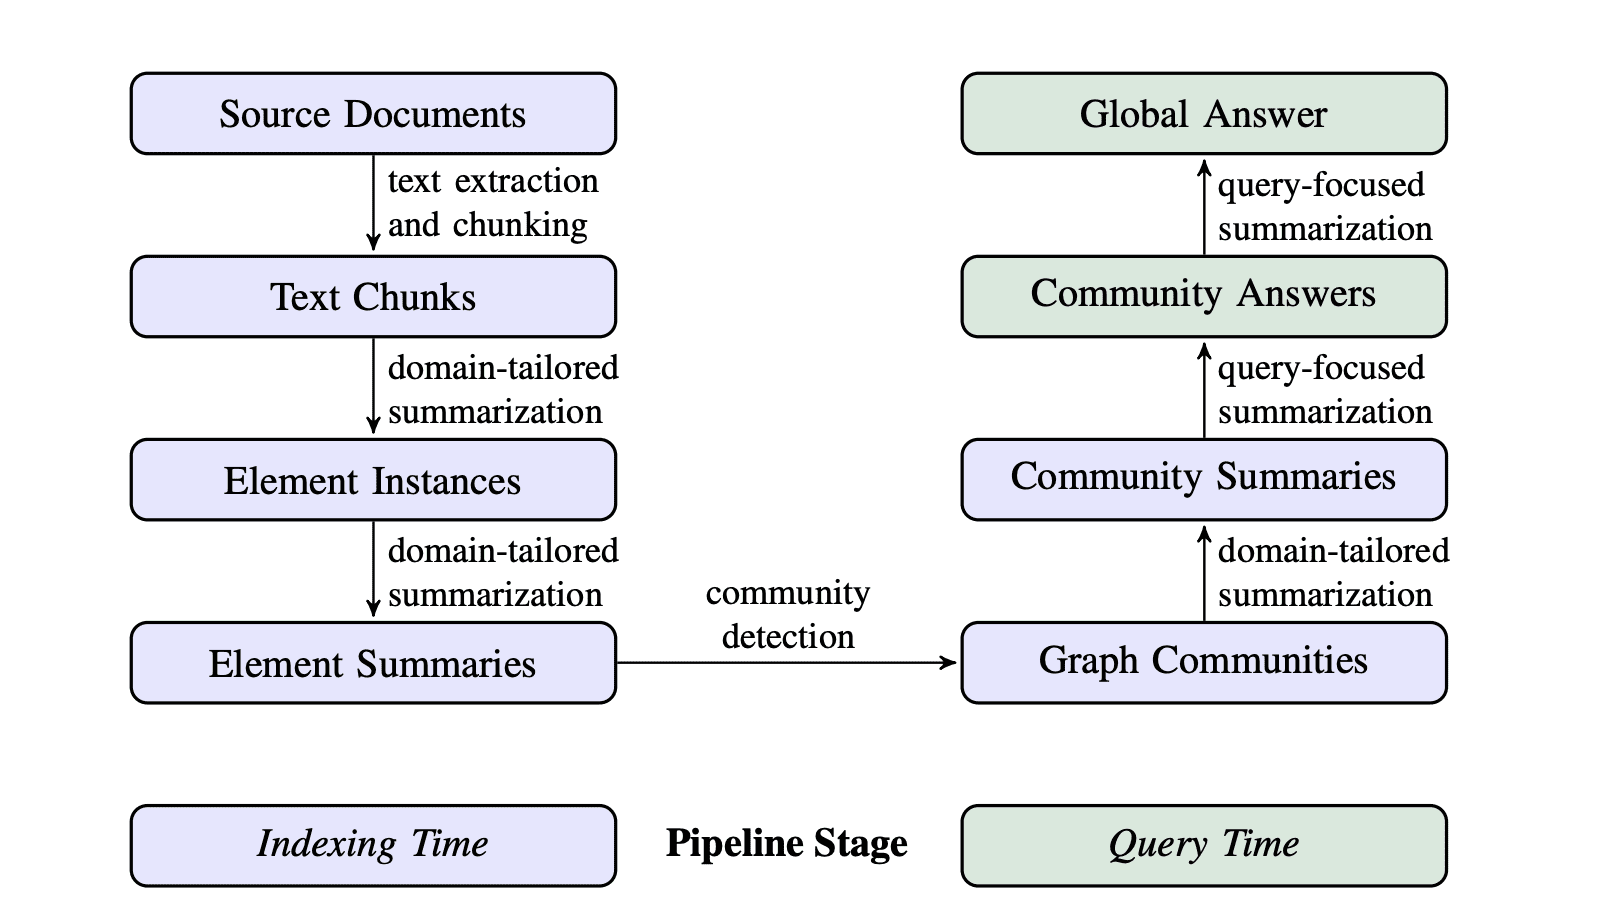 Source Documents
text extraction
and chunking
Text Chunks
domain-tailored
summarization
Element Instances
domain-tailored
summarization
Element Summaries
community
detection
Graph Communities
domain-tailored
summarization
Community Summaries
query-focused
summarization
Community Answers
query-focused
summarization
Global Answer
Indexing Time
Pipeline Stage
Query Time